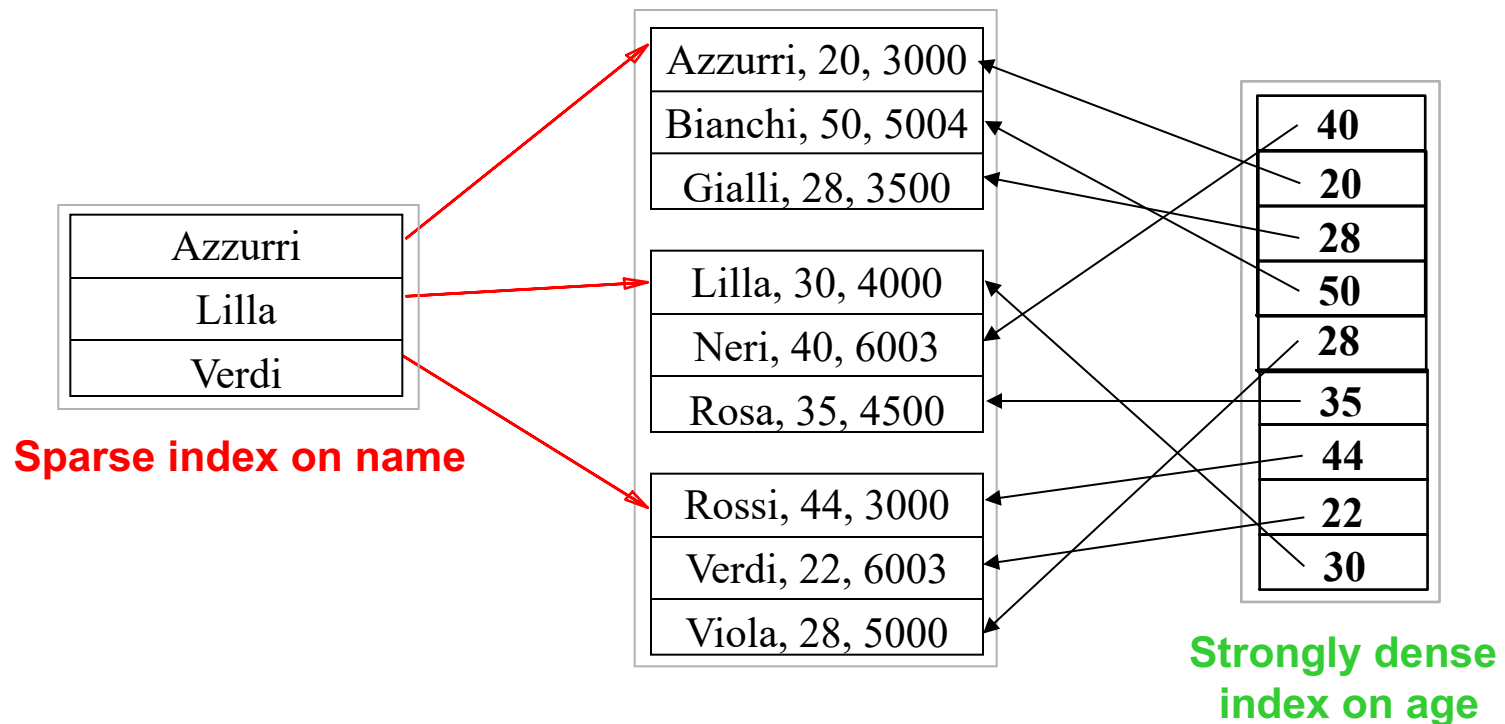 Azzurri
Lilla
Verdi
Sparse index on name
Azzurri, 20, 3000
Bianchi, 50, 5004
Gialli, 28, 3500
Lilla, 30, 4000
Neri, 40, 6003
Rosa, 35, 4500
Rossi, 44, 3000
Verdi, 22, 6003
Viola, 28, 5000
40
20
28
50
28
35
44
22
30
Strongly dense
index on age